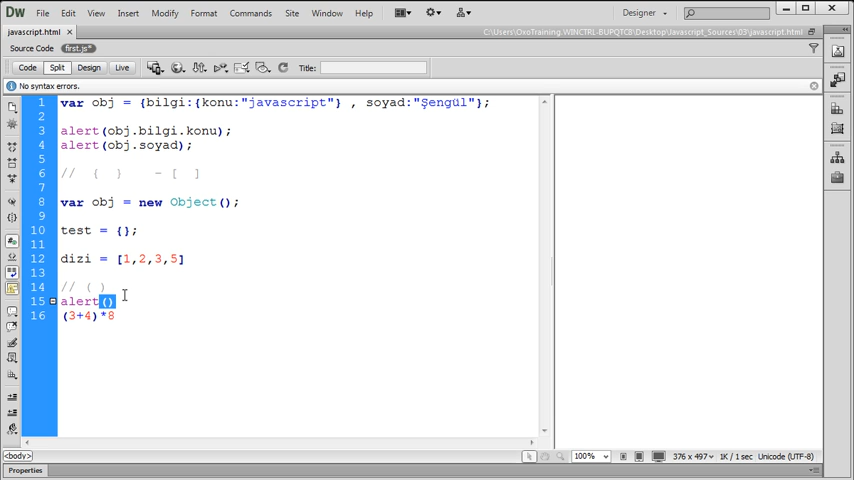 Dw File Edit View Insert Modify Format Commands Site Window Help Designer
javascript.html × C:\Users\OxoTraining.WINCTRL-BUPQTC8\Desktop\Javascript_Sources\03\javascript.html
Source Code first.js*
Code Split Design Live Title:
No syntax errors.
1 var obj = {bilgi:{konu:"javascript"} , soyad:"Şengül"};
2
3 alert(obj.bilgi.konu);
4 alert(obj.soyad);
5
6 // { } - [ ]
7
8 var obj = new Object();
9
10 test = {};
11
12 dizi = [1,2,3,5]
13
14 // ( )
15 alert()
16 (3+4)*8
<body> 100% 376 x 497 1K / 1 sec Unicode (UTF-8)
Properties